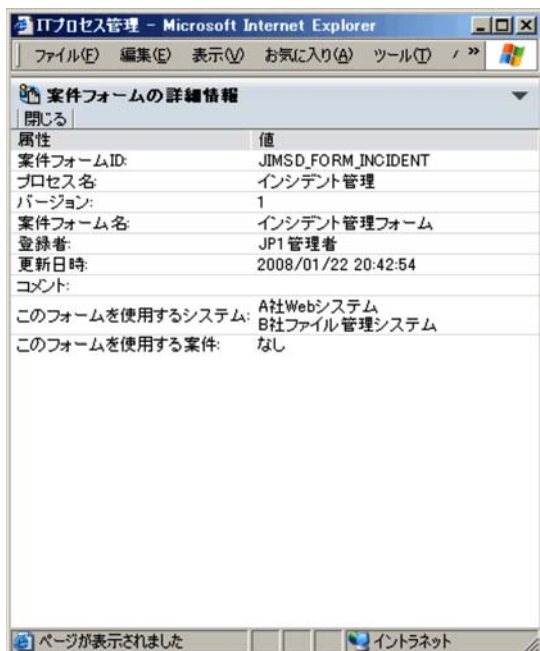 ITプロセス管理 - Microsoft Internet Explorer
ファイル(F) 編集(E) 表示(V) お気に入り(A) ツール(T) »
案件フォームの詳細情報
閉じる
属性 値
案件フォームID: JIMSD_FORM_INCIDENT
プロセス名: インシデント管理
バージョン: 1
案件フォーム名: インシデント管理フォーム
登録者: JP1管理者
更新日時: 2008/01/22 20:42:54
コメント:
このフォームを使用するシステム: A社Webシステム
B社ファイル管理システム
このフォームを使用する案件: なし
ページが表示されました イントラネット